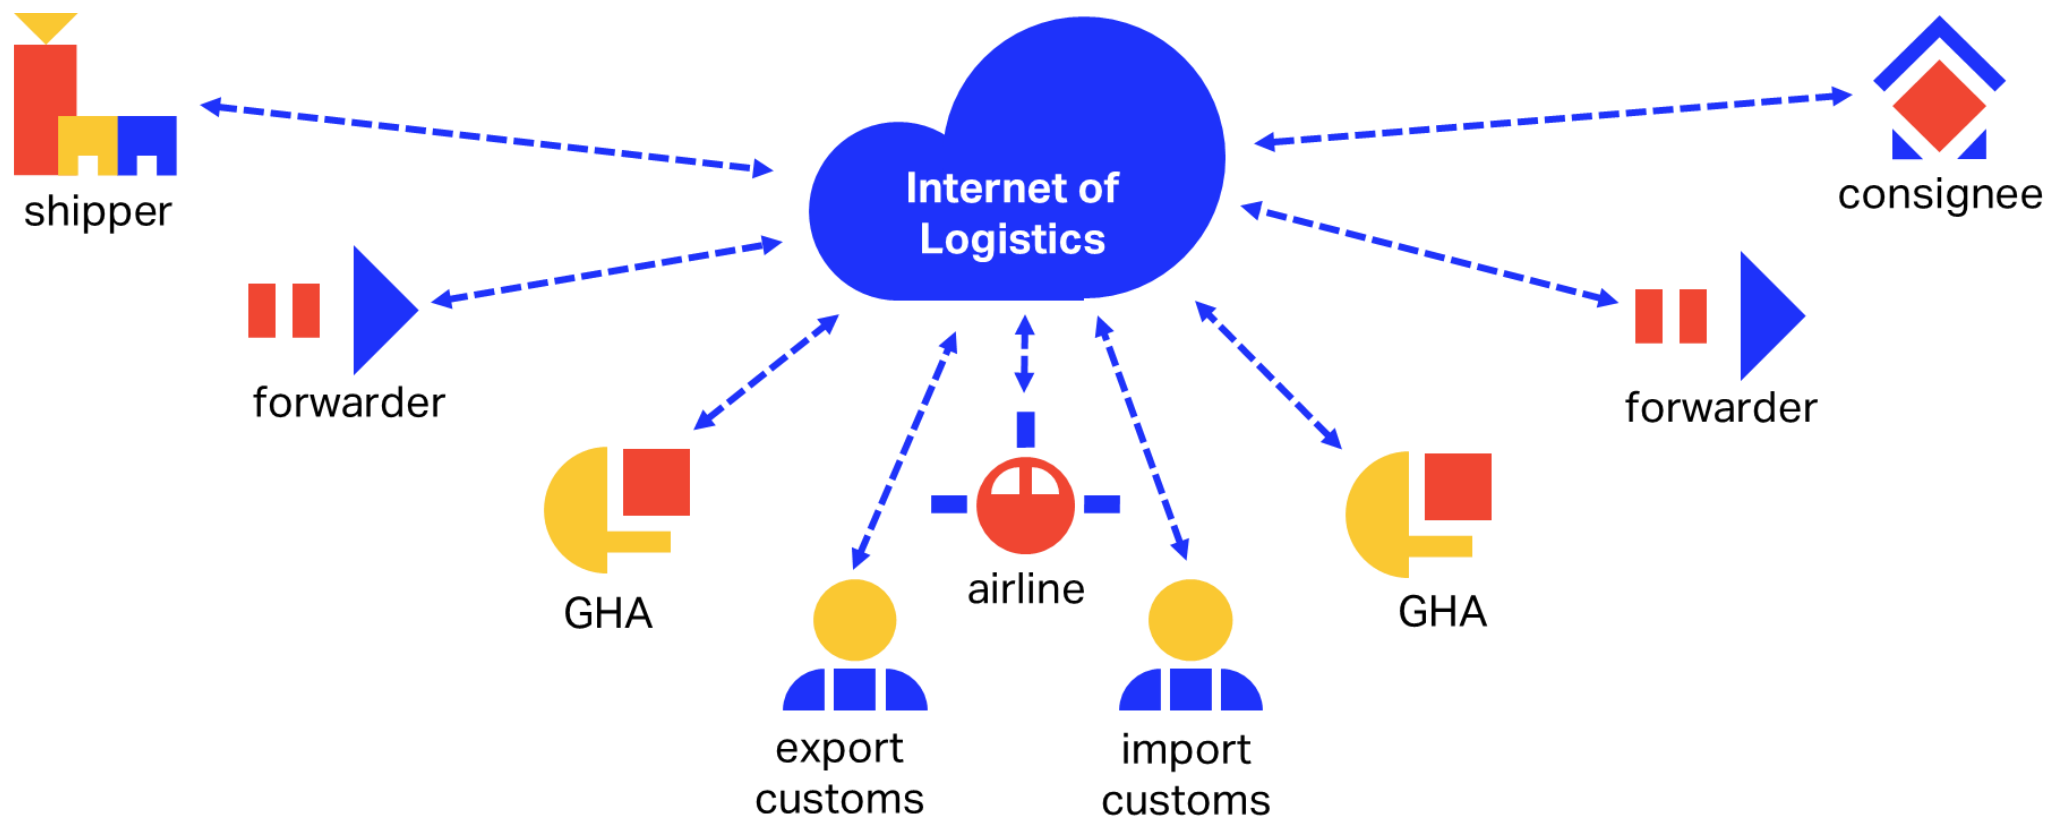 Internet of
Logistics
shipper
consignee
forwarder
forwarder
GHA
airline
GHA
export
customs
import
customs